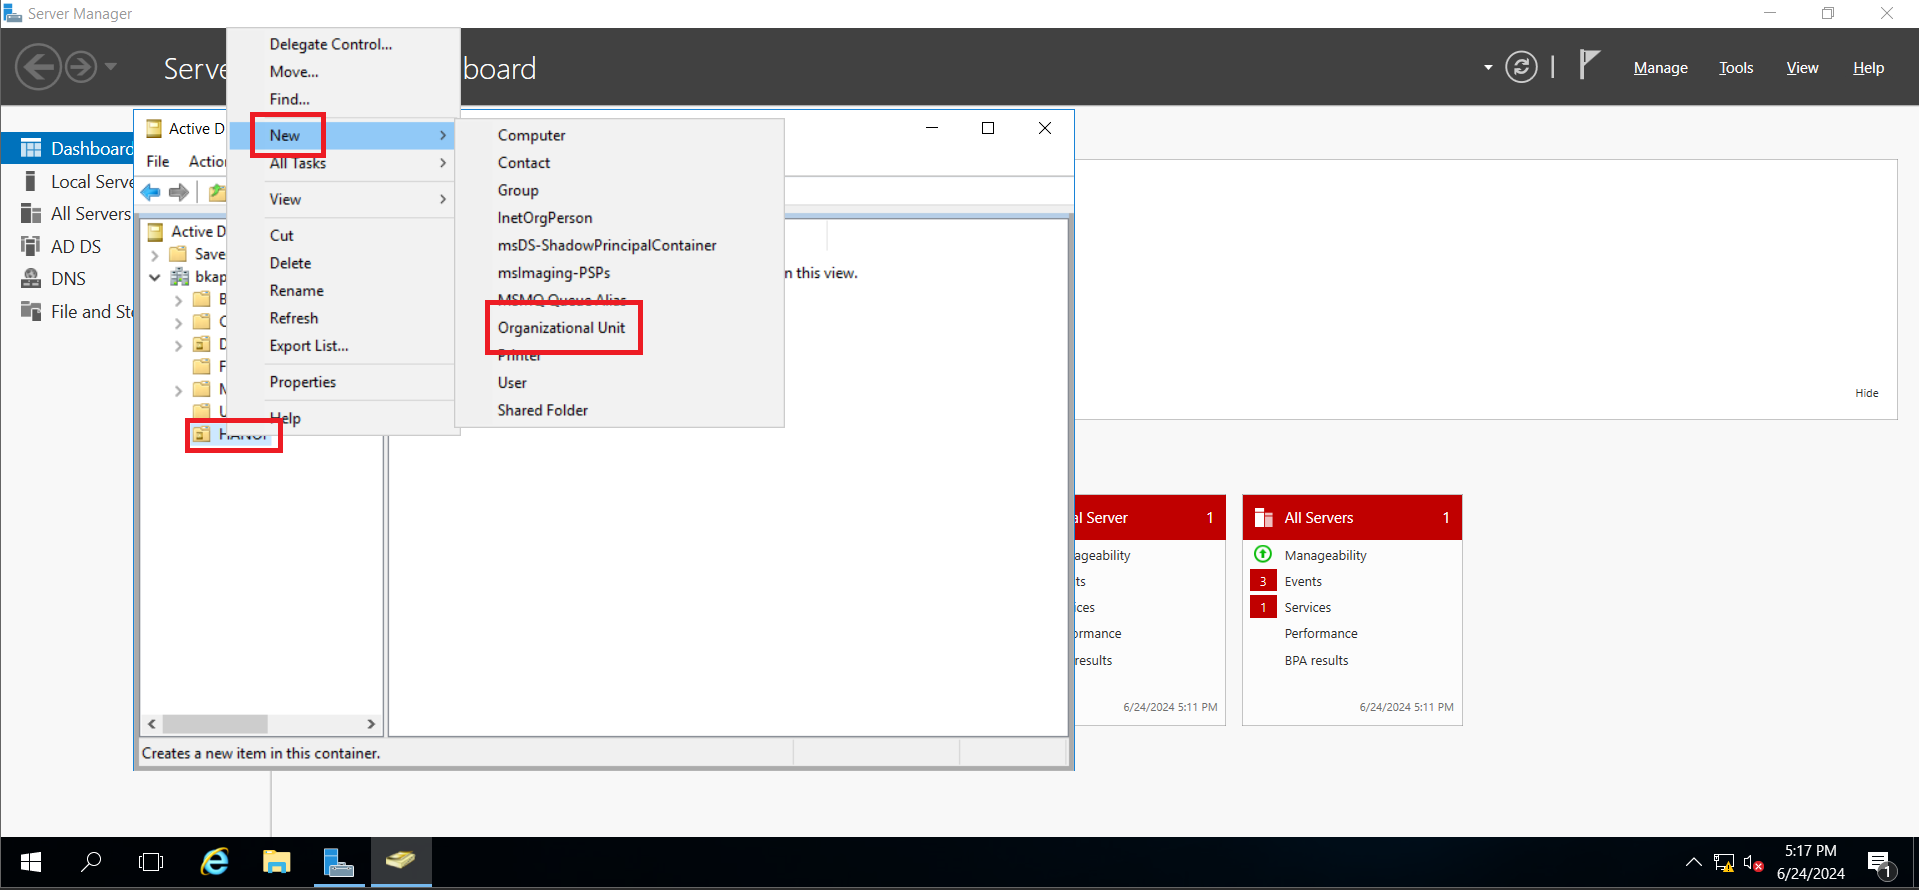 Server Manager
Serve
board
Manage
Tools
View
Help
Dashboard
Local Serve
All Servers
AD DS
DNS
File and Sto
Active D
File
Action
Active D
Save
bkap
Delegate Control...
Move...
Find...
New
All Tasks
View
Cut
Delete
Rename
Refresh
Export List...
Properties
Help
HANOI
Computer
Contact
Group
InetOrgPerson
msDS-ShadowPrincipalContainer
msImaging-PSPs
MSMQ Queue Alias
Organizational Unit
Printer
User
Shared Folder
n this view.
Creates a new item in this container.
Hide
al Server 1
ageability
ts
ices
ormance
results
6/24/2024 5:11 PM
All Servers 1
Manageability
3 Events
1 Services
Performance
BPA results
6/24/2024 5:11 PM
5:17 PM
6/24/2024
1